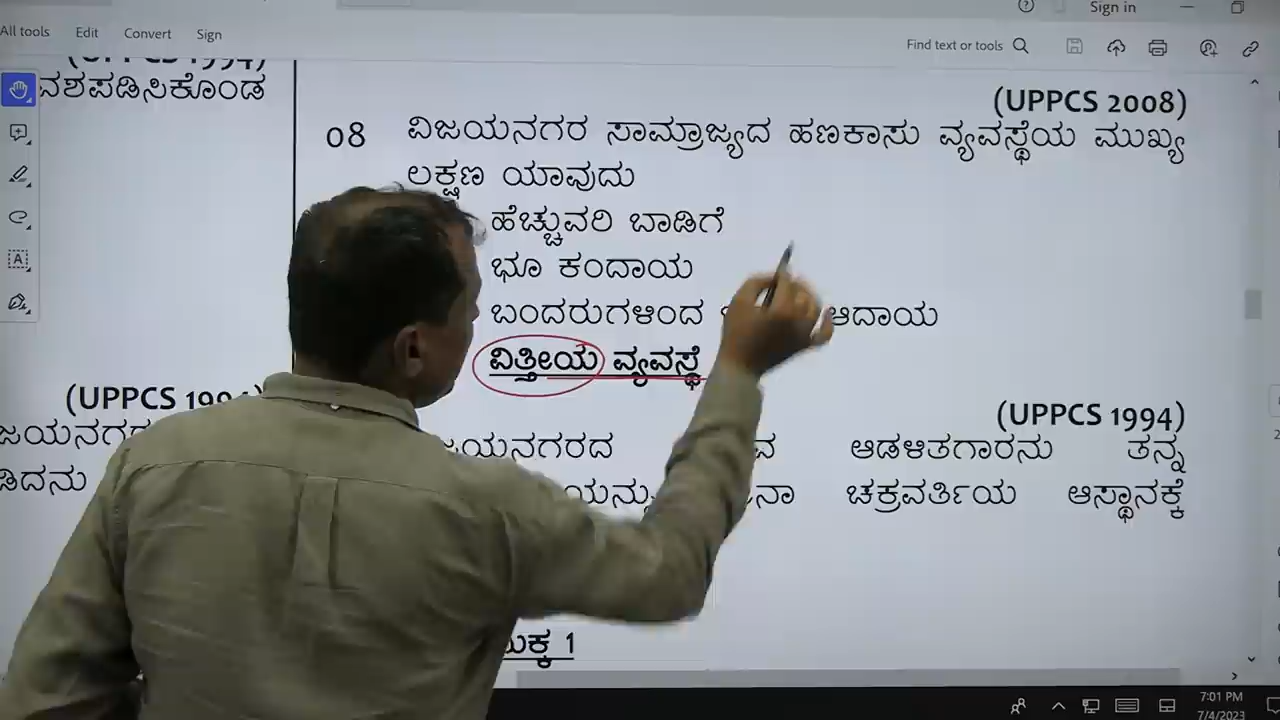 Sign in
All tools Edit Convert Sign
Find text or tools
ವಶಪಡಿಸಿಕೊಂಡ
(UPPCS 2008)
08 ವಿಜಯನಗರ ಸಾಮ್ರಾಜ್ಯದ ಹಣಕಾಸು ವ್ಯವಸ್ಥೆಯ ಮುಖ್ಯ
ಲಕ್ಷಣ ಯಾವುದು
ಹೆಚ್ಚುವರಿ ಬಾಡಿಗೆ
ಭೂ ಕಂದಾಯ
ಬಂದರುಗಳಿಂದ ಆದಾಯ
ವಿತ್ತೀಯ ವ್ಯವಸ್ಥೆ
(UPPCS 1994)
(UPPCS 1994)
ಆಡಳಿತಗಾರನು ತನ್ನ
ಚಕ್ರವರ್ತಿಯ ಆಸ್ಥಾನಕ್ಕೆ
1
7:01 PM
7/4/2023